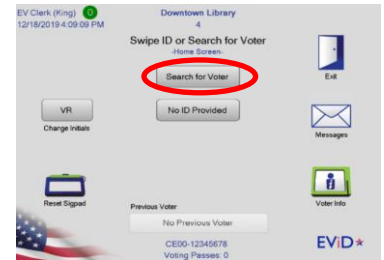 EV Clerk (King) 0
12/18/2019 4:09:09 PM
Downtown Library
4
Swipe ID or Search for Voter
-Home Screen-
Search for Voter
Exit
VR
Change Initials
No ID Provided
Messages
Reset Sigpad
Voter Info
Previous Voter
No Previous Voter
CE00-12345678
Voting Passes: 0
EViD